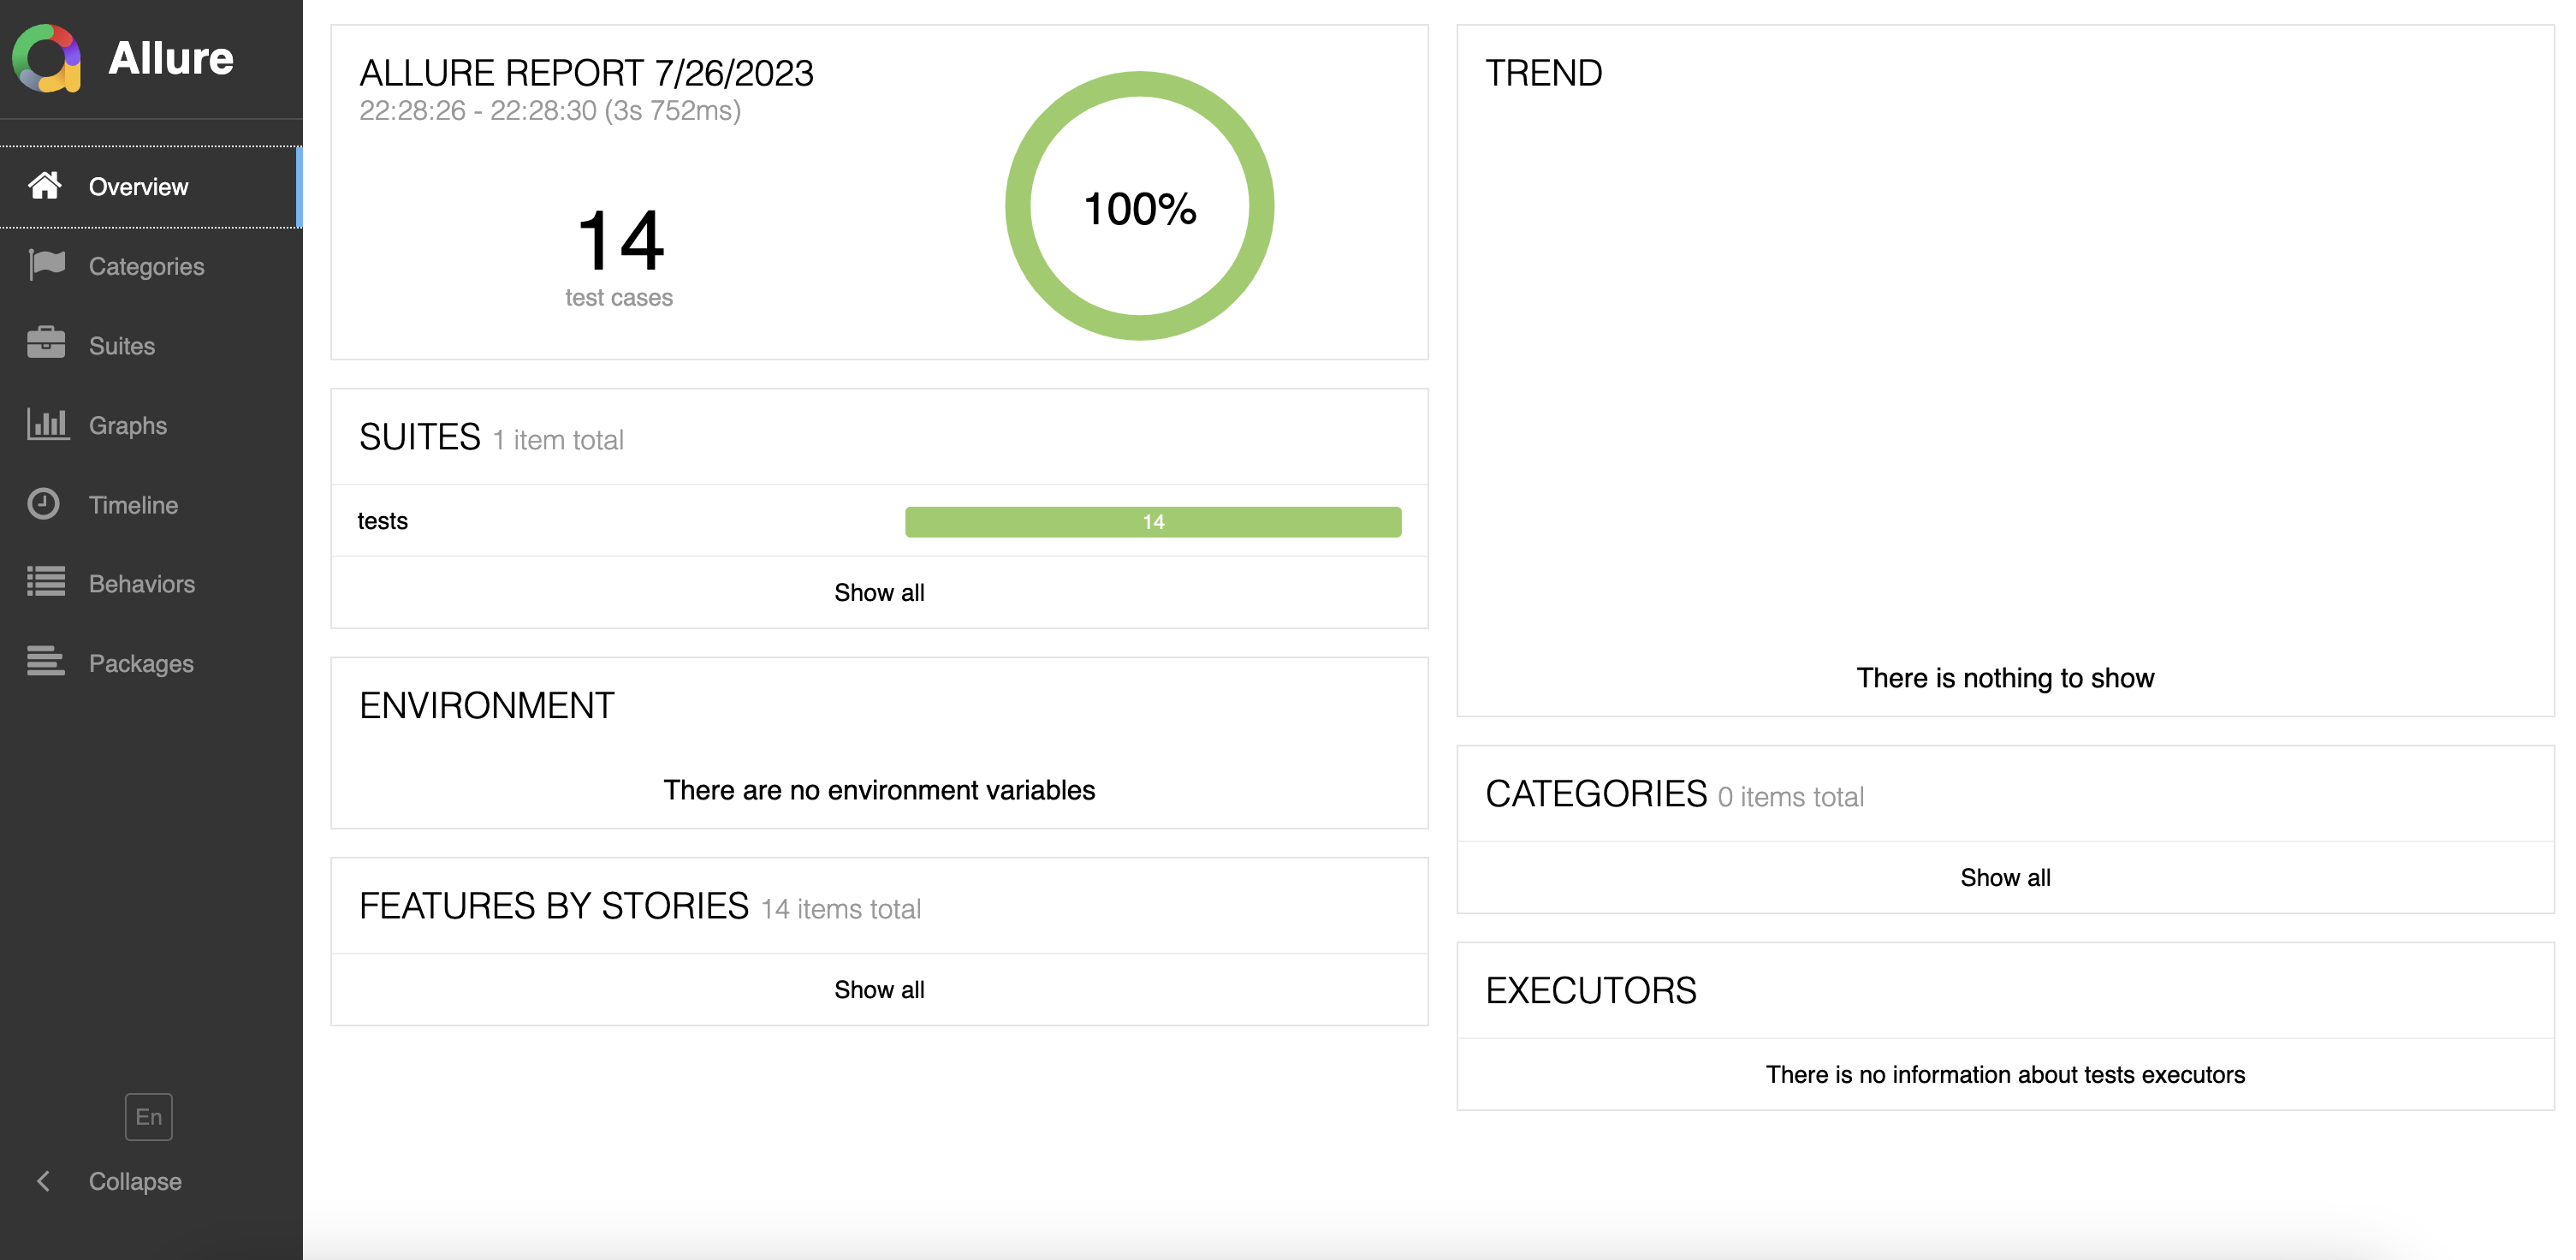 Allure
Overview
Categories
Suites
Graphs
Timeline
Behaviors
Packages
En
Collapse
ALLURE REPORT 7/26/2023
22:28:26 - 22:28:30 (3s 752ms)
14
test cases
100%
SUITES 1 item total
tests 14
Show all
ENVIRONMENT
There are no environment variables
FEATURES BY STORIES 14 items total
Show all
TREND
There is nothing to show
CATEGORIES 0 items total
Show all
EXECUTORS
There is no information about tests executors